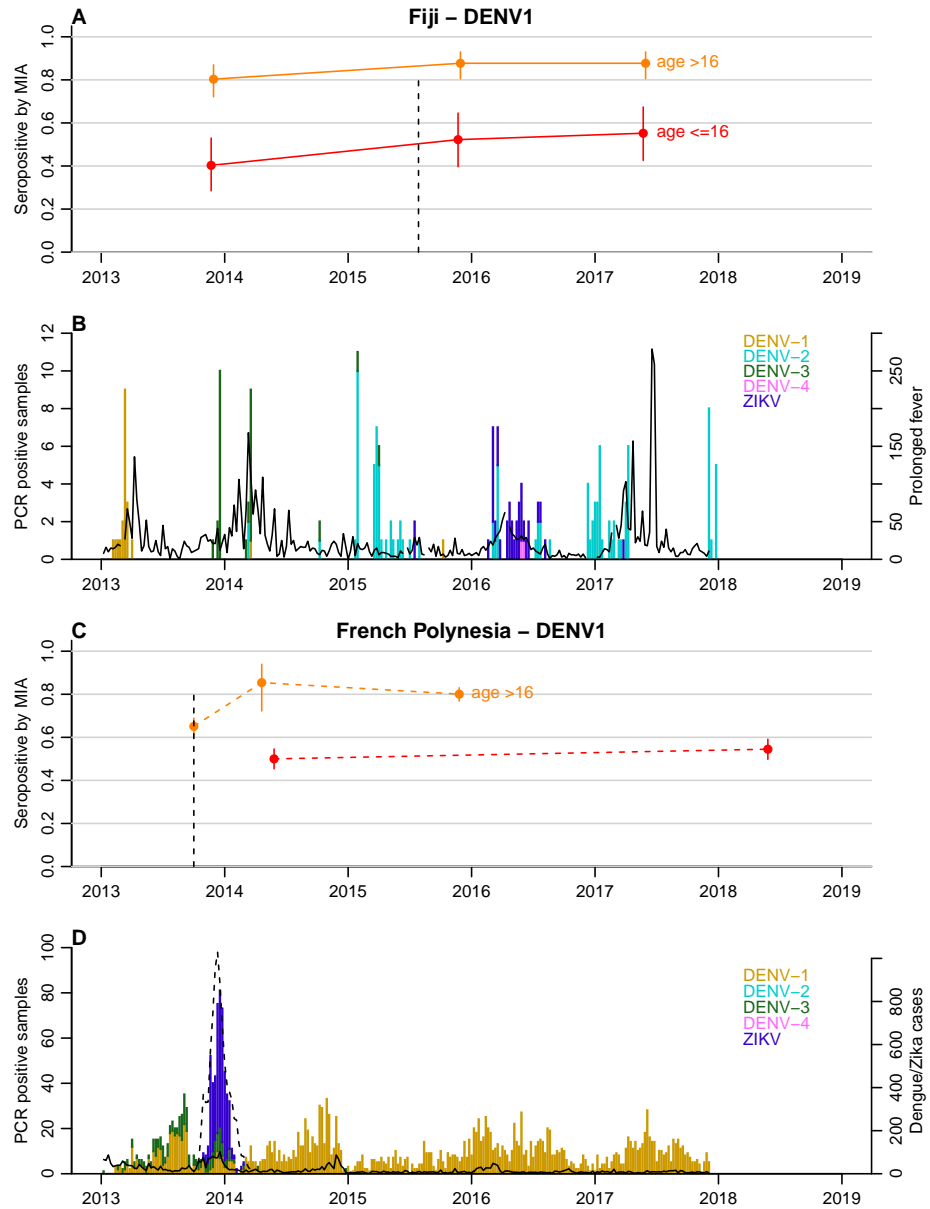 A
Fiji – DENV1
Seropositive by MIA
1.0
0.8
0.6
0.4
0.2
0.0
age >16
age <=16
2013 2014 2015 2016 2017 2018 2019
B
PCR positive samples
12
10
8
6
4
2
0
DENV−1
DENV−2
DENV−3
DENV−4
ZIKV
250
150
50
0
Prolonged fever
2013 2014 2015 2016 2017 2018 2019
C
French Polynesia – DENV1
Seropositive by MIA
1.0
0.8
0.6
0.4
0.2
0.0
age >16
2013 2014 2015 2016 2017 2018 2019
D
PCR positive samples
100
80
60
40
20
0
DENV−1
DENV−2
DENV−3
DENV−4
ZIKV
800
600
400
200
0
Dengue/Zika cases
2013 2014 2015 2016 2017 2018 2019